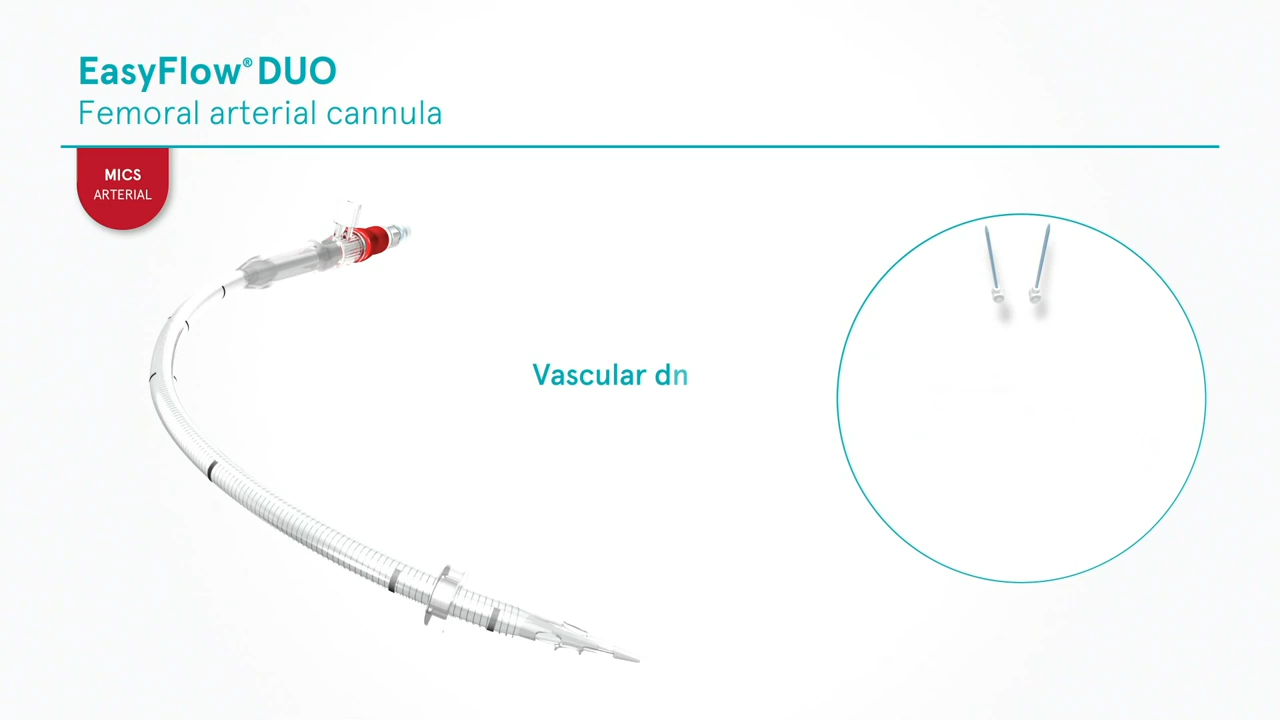 EasyFlow® DUO
Femoral arterial cannula
MICS
ARTERIAL
Vascular dn